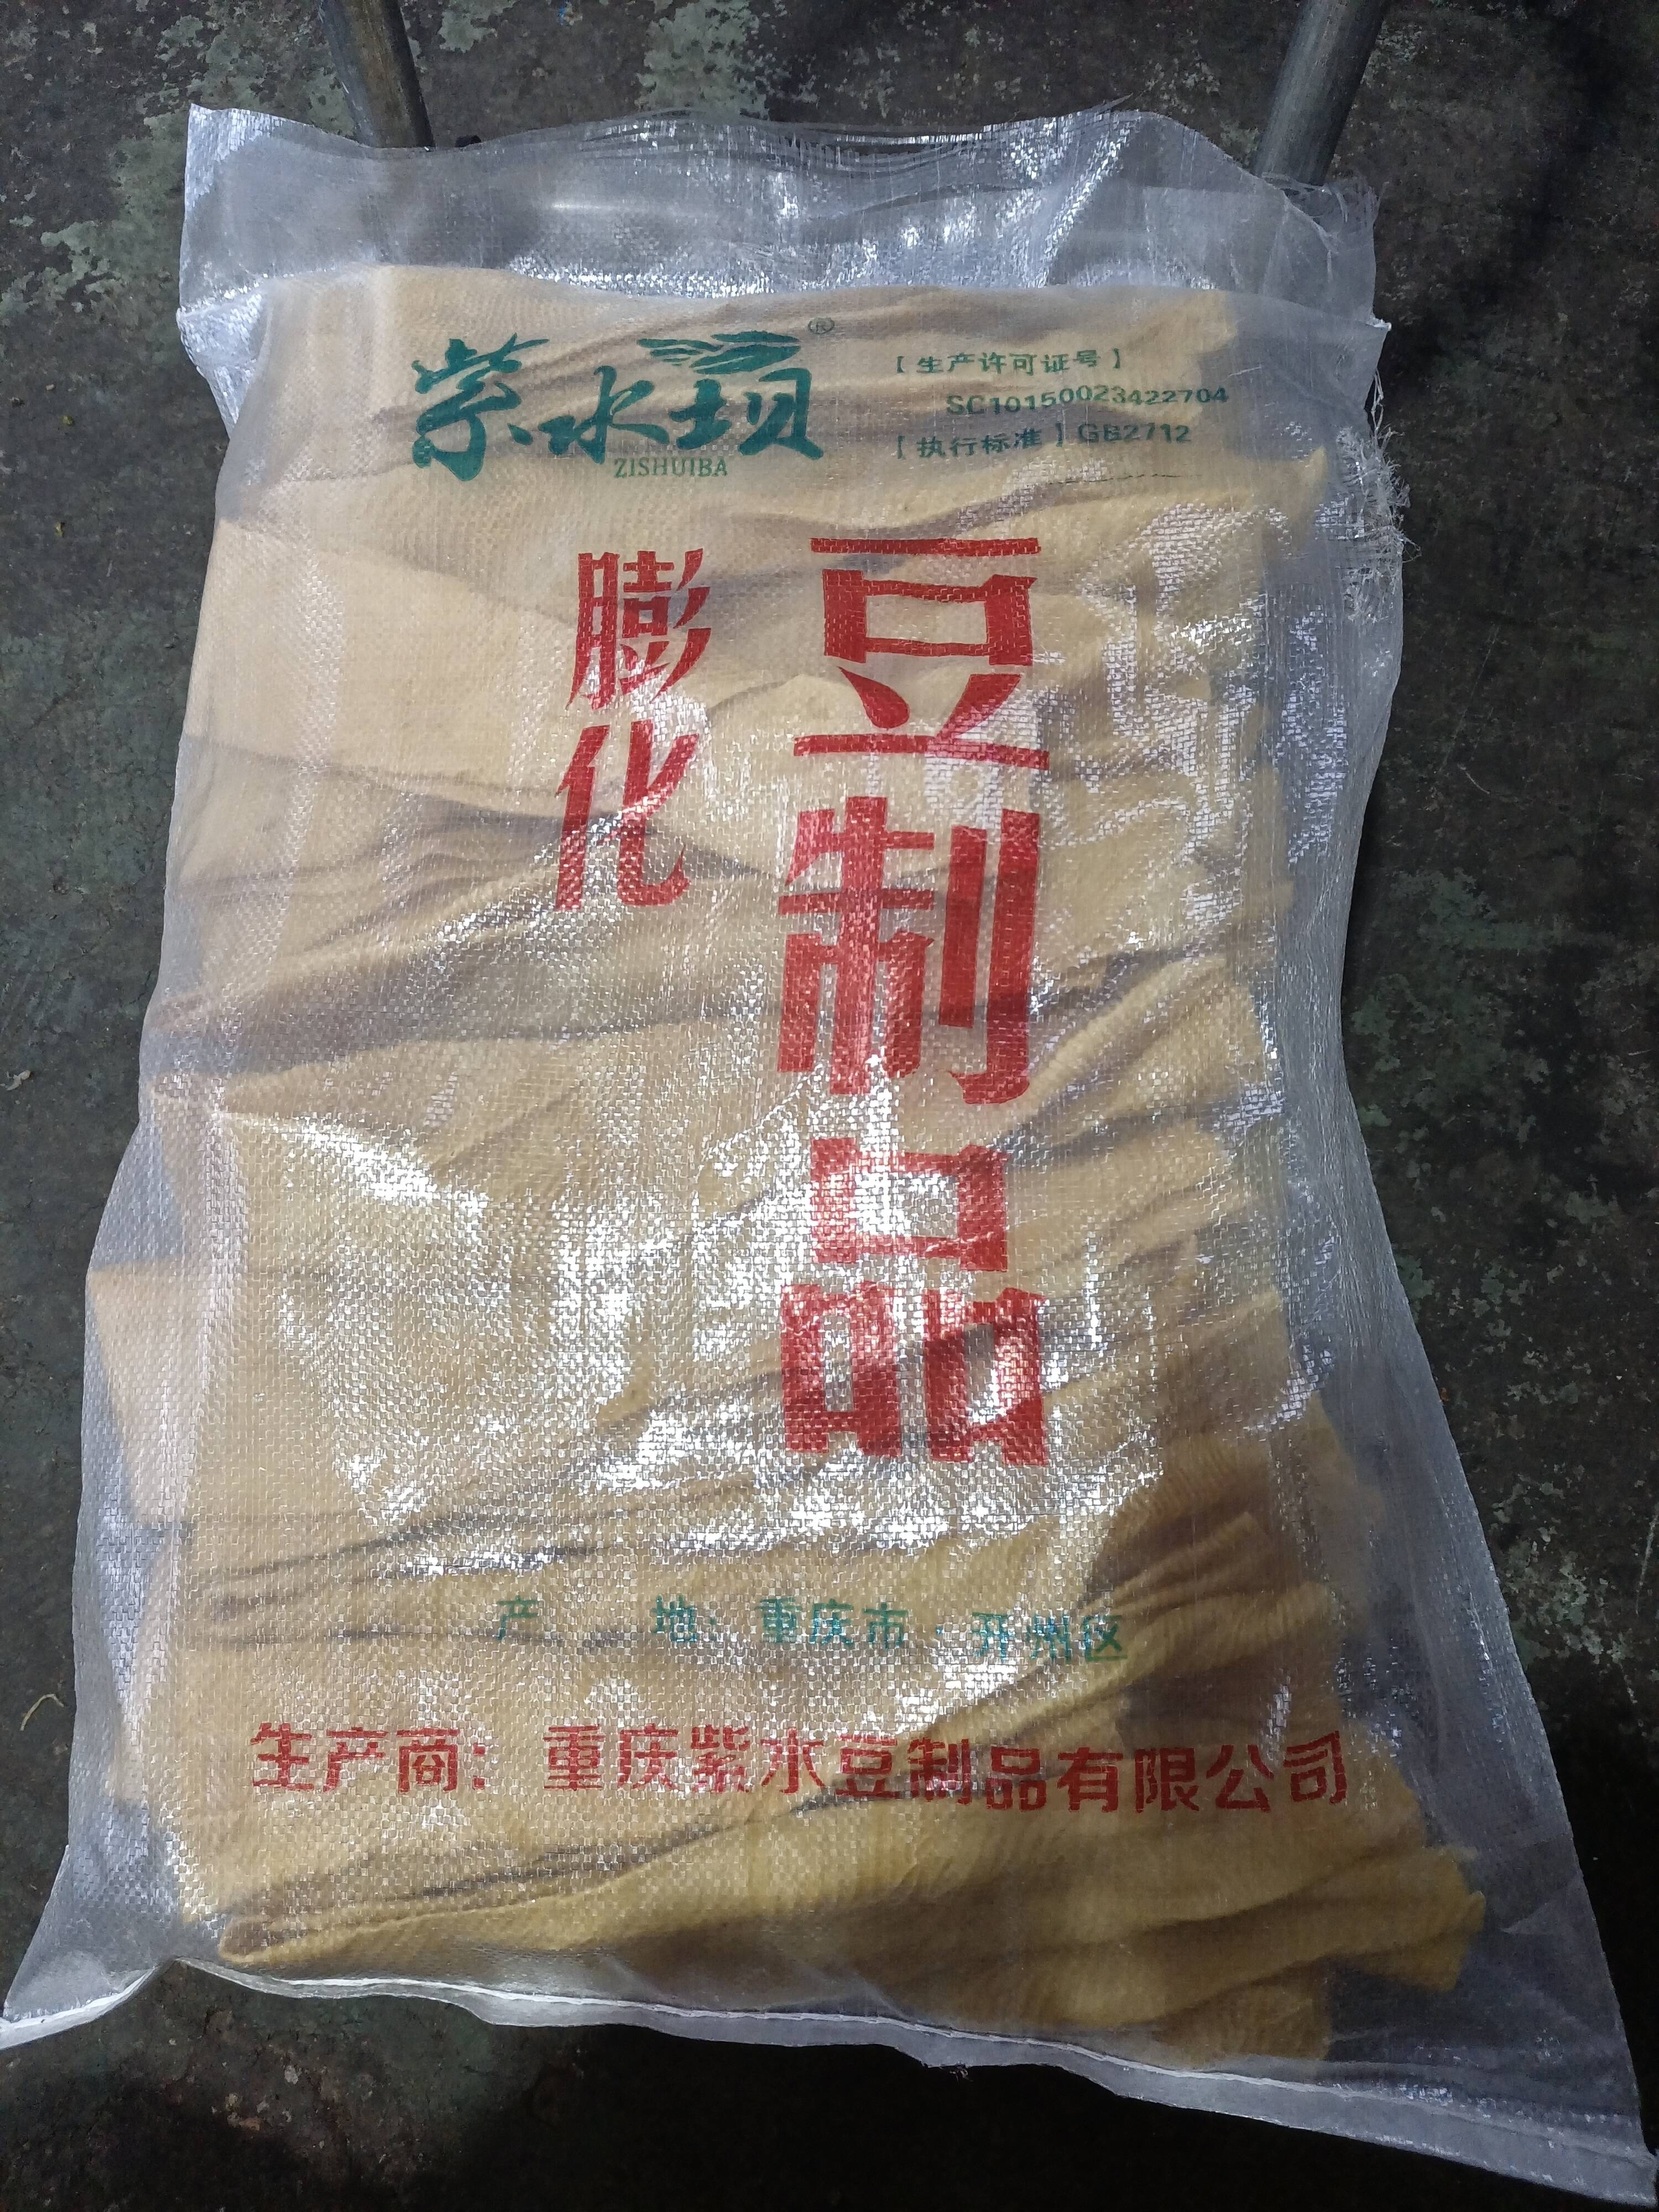 紫水坝®
ZISHUIBA
【生产许可证号】
SC10150023422704
【执行标准】GB2712
豆制品
膨化
产 地：重庆市·开州区
生产商：重庆紫水豆制品有限公司